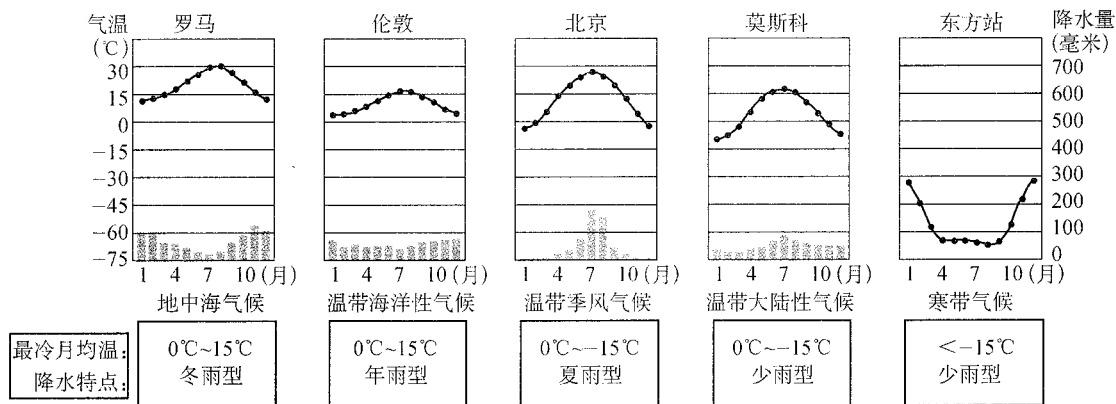 气温
(℃)
罗马
伦敦
北京
莫斯科
东方站
降水量
(毫米)
30
15
0
-15
-30
-45
-60
-75
700
600
500
400
300
200
100
0
1 4 7 10 (月)
1 4 7 10 (月)
1 4 7 10 (月)
1 4 7 10 (月)
1 4 7 10 (月)
地中海气候
温带海洋性气候
温带季风气候
温带大陆性气候
寒带气候
最冷月均温:
降水特点:
0℃~15℃
冬雨型
0℃~15℃
年雨型
0℃~-15℃
夏雨型
0℃~-15℃
少雨型
<-15℃
少雨型